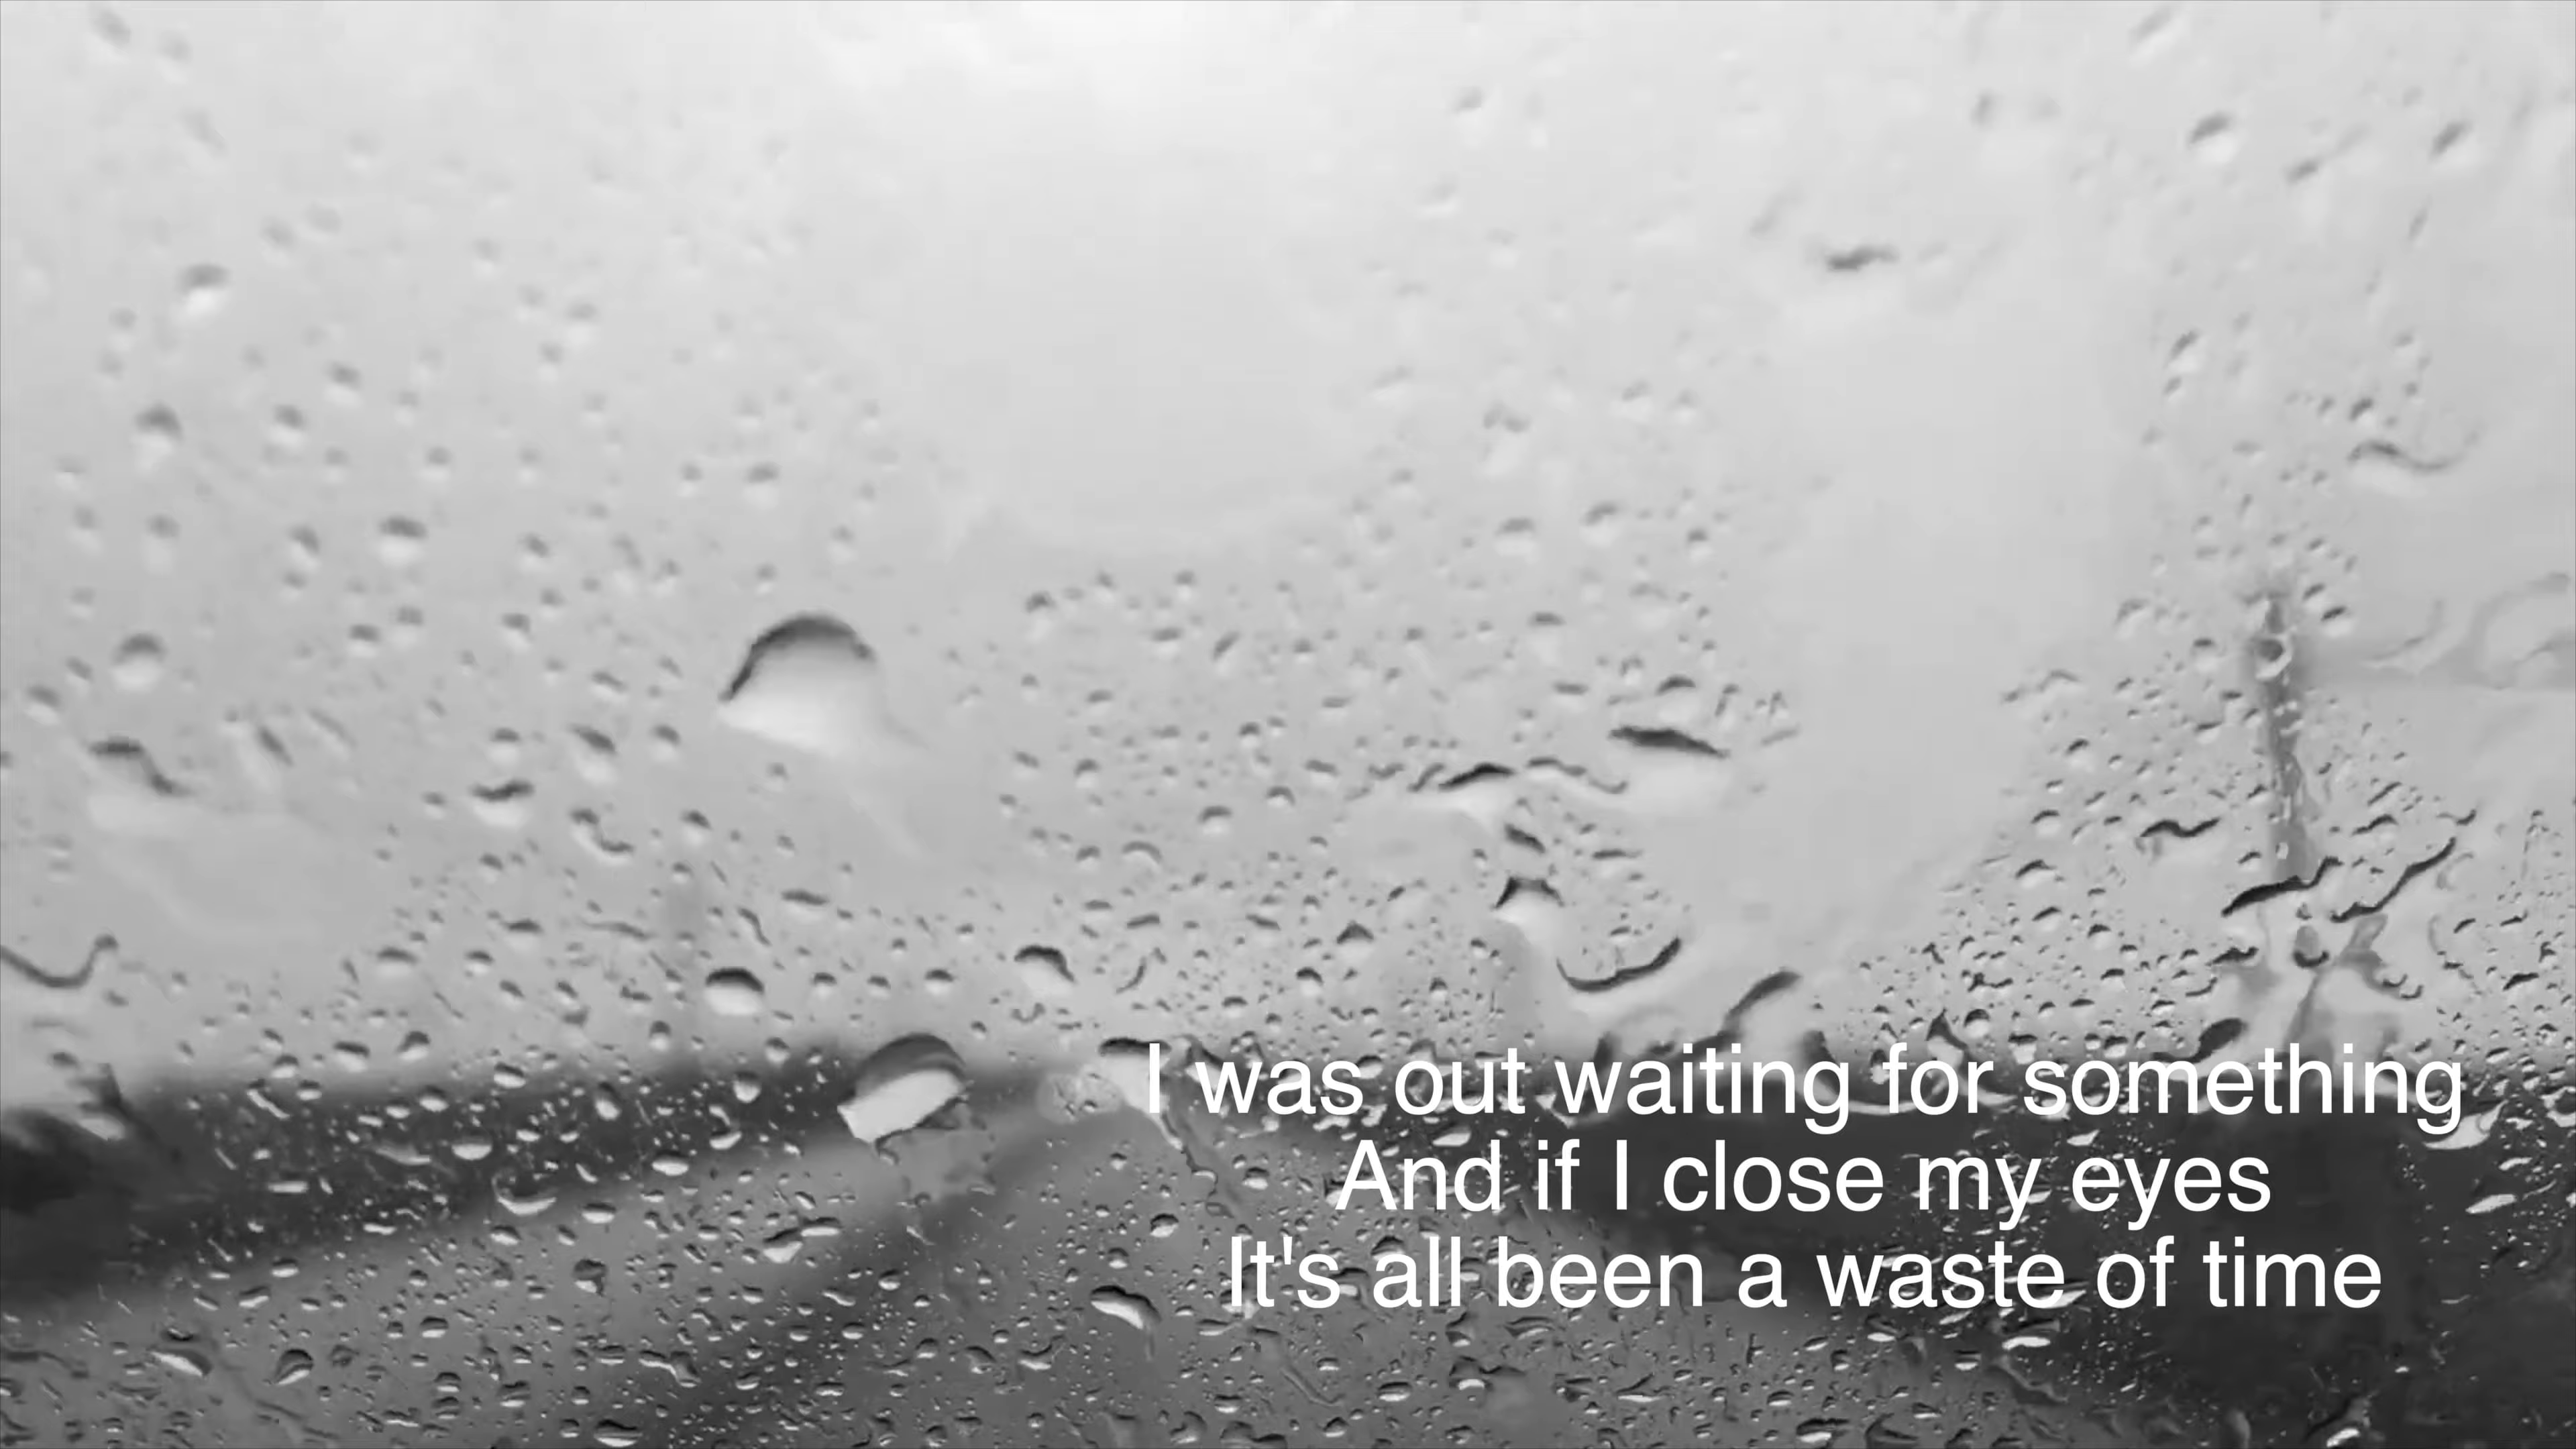 I was out waiting for something
And if I close my eyes
It's all been a waste of time